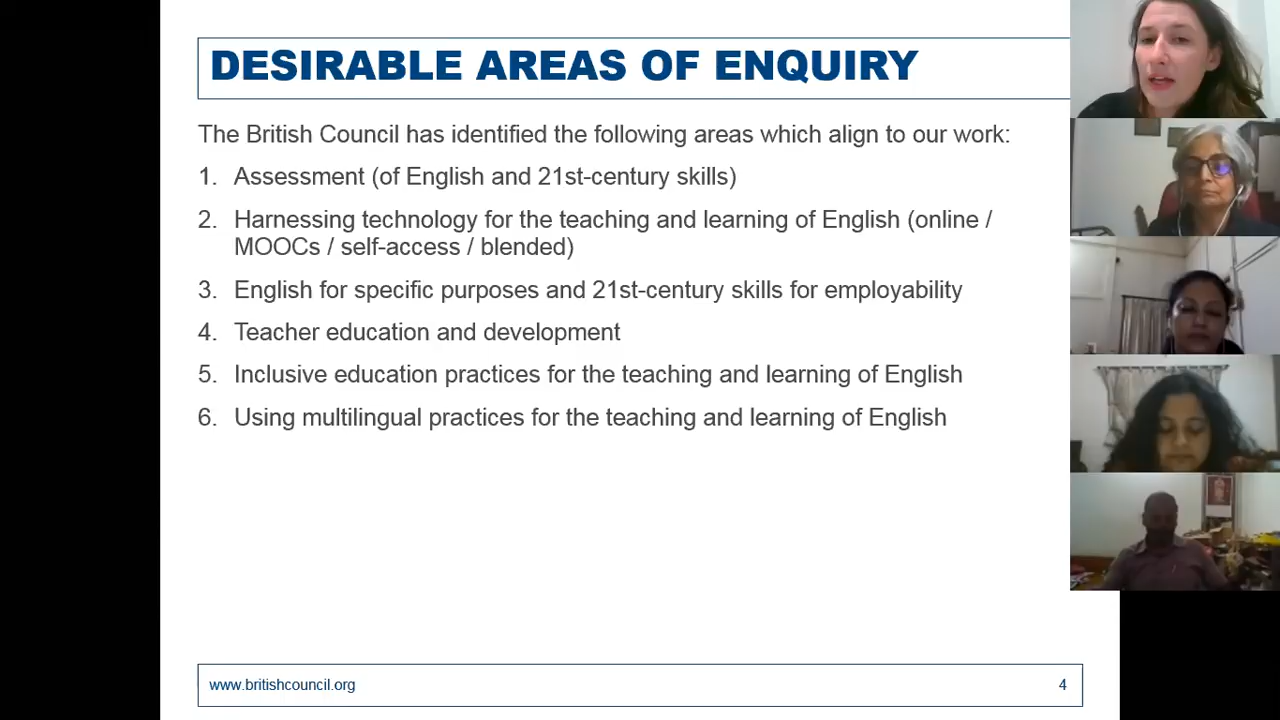 DESIRABLE AREAS OF ENQUIRY
The British Council has identified the following areas which align to our work:
1. Assessment (of English and 21st-century skills)
2. Harnessing technology for the teaching and learning of English (online /
MOOCs / self-access / blended)
3. English for specific purposes and 21st-century skills for employability
4. Teacher education and development
5. Inclusive education practices for the teaching and learning of English
6. Using multilingual practices for the teaching and learning of English
www.britishcouncil.org 4